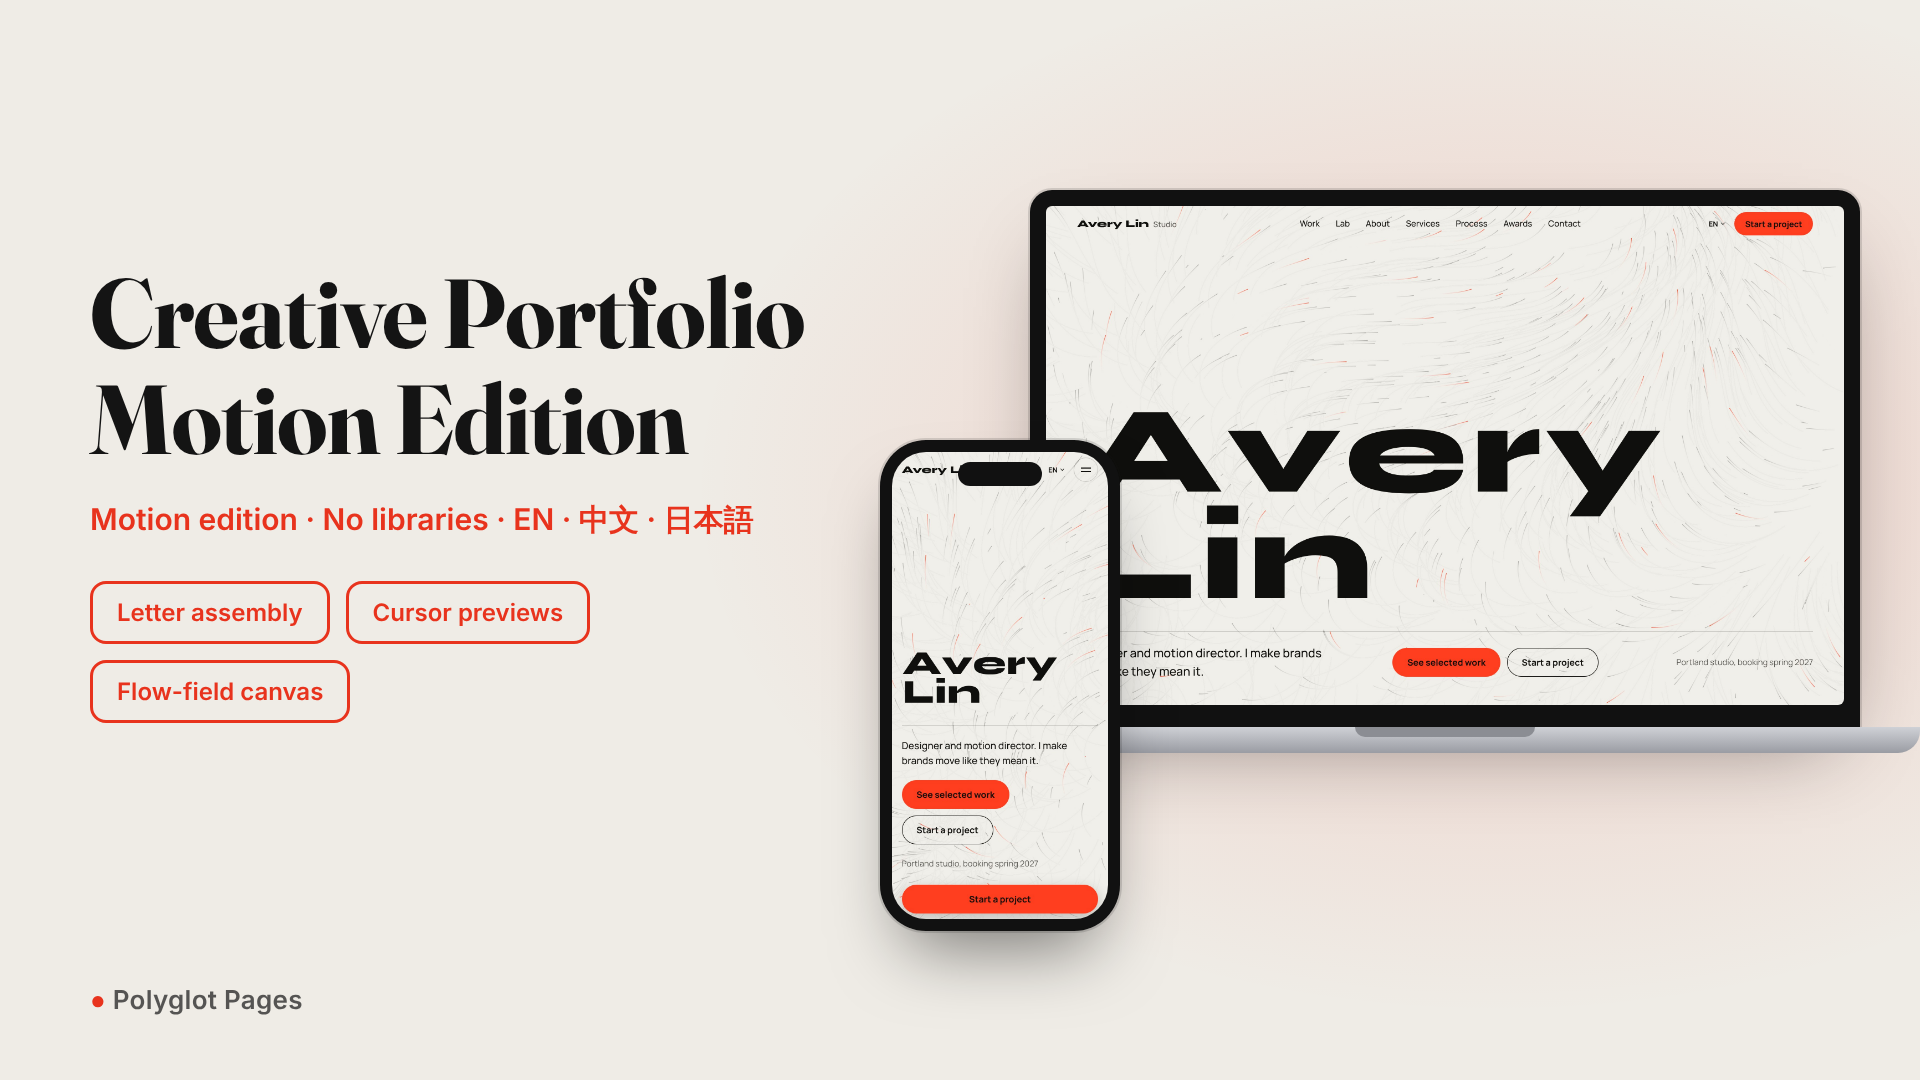 Creative Portfolio
Motion Edition
Motion edition · No libraries · EN · 中文 · 日本語
Letter assembly
Cursor previews
Flow-field canvas
Polyglot Pages
Avery Lin Studio
Work
Lab
About
Services
Process
Awards
Contact
EN
Start a project
Avery
Lin
er and motion director. I make brands
ke they mean it.
See selected work
Start a project
Portland studio, booking spring 2027
Avery L
EN
Avery
Lin
Designer and motion director. I make
brands move like they mean it.
See selected work
Start a project
Portland studio, booking spring 2027
Start a project